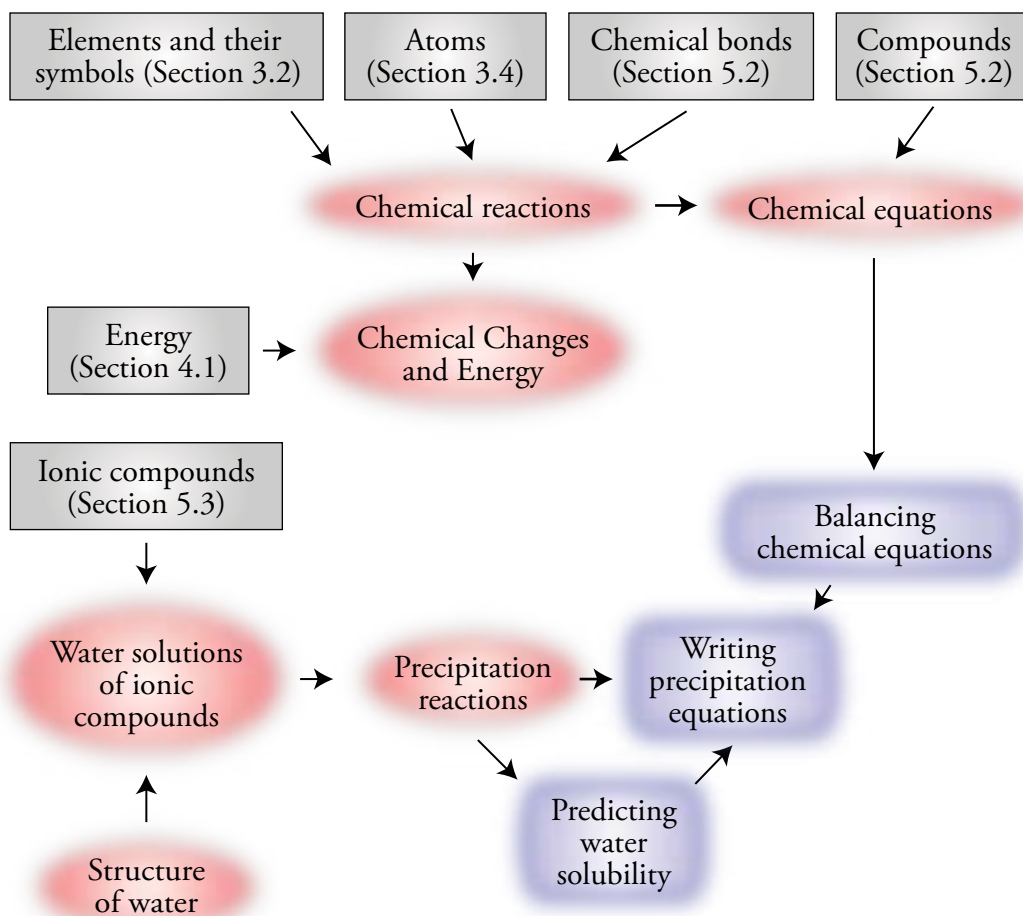 Elements and their
symbols (Section 3.2)
Atoms
(Section 3.4)
Chemical bonds
(Section 5.2)
Compounds
(Section 5.2)
Chemical reactions
Chemical equations
Energy
(Section 4.1)
Chemical Changes
and Energy
Ionic compounds
(Section 5.3)
Balancing
chemical equations
Water solutions
of ionic
compounds
Precipitation
reactions
Writing
precipitation
equations
Predicting
water
solubility
Structure
of water